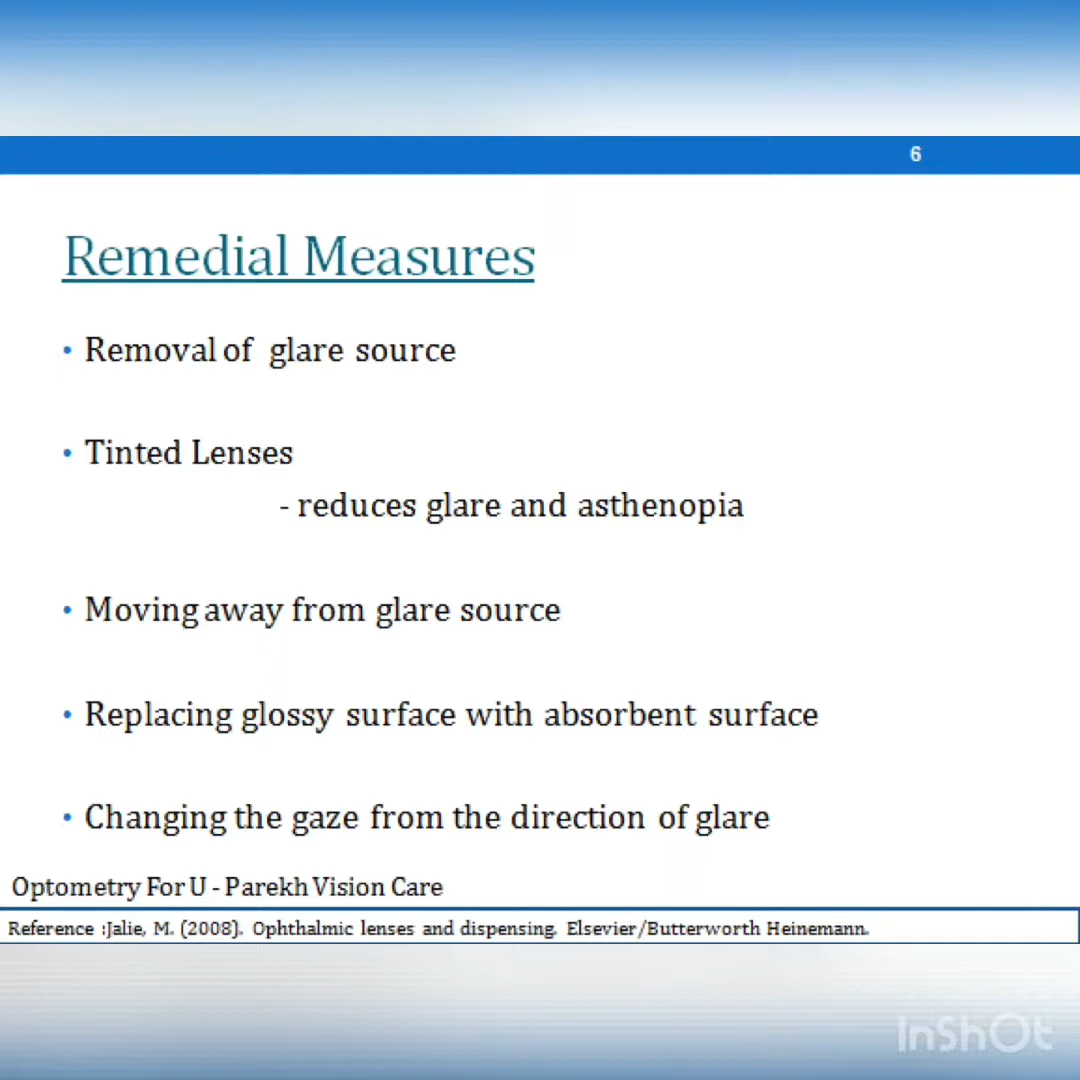 6
Remedial Measures
• Removal of glare source
• Tinted Lenses
- reduces glare and asthenopia
• Moving away from glare source
• Replacing glossy surface with absorbent surface
• Changing the gaze from the direction of glare
Optometry For U - Parekh Vision Care
Reference :Jalie, M. (2008). Ophthalmic lenses and dispensing. Elsevier/Butterworth Heinemann.
InShOt